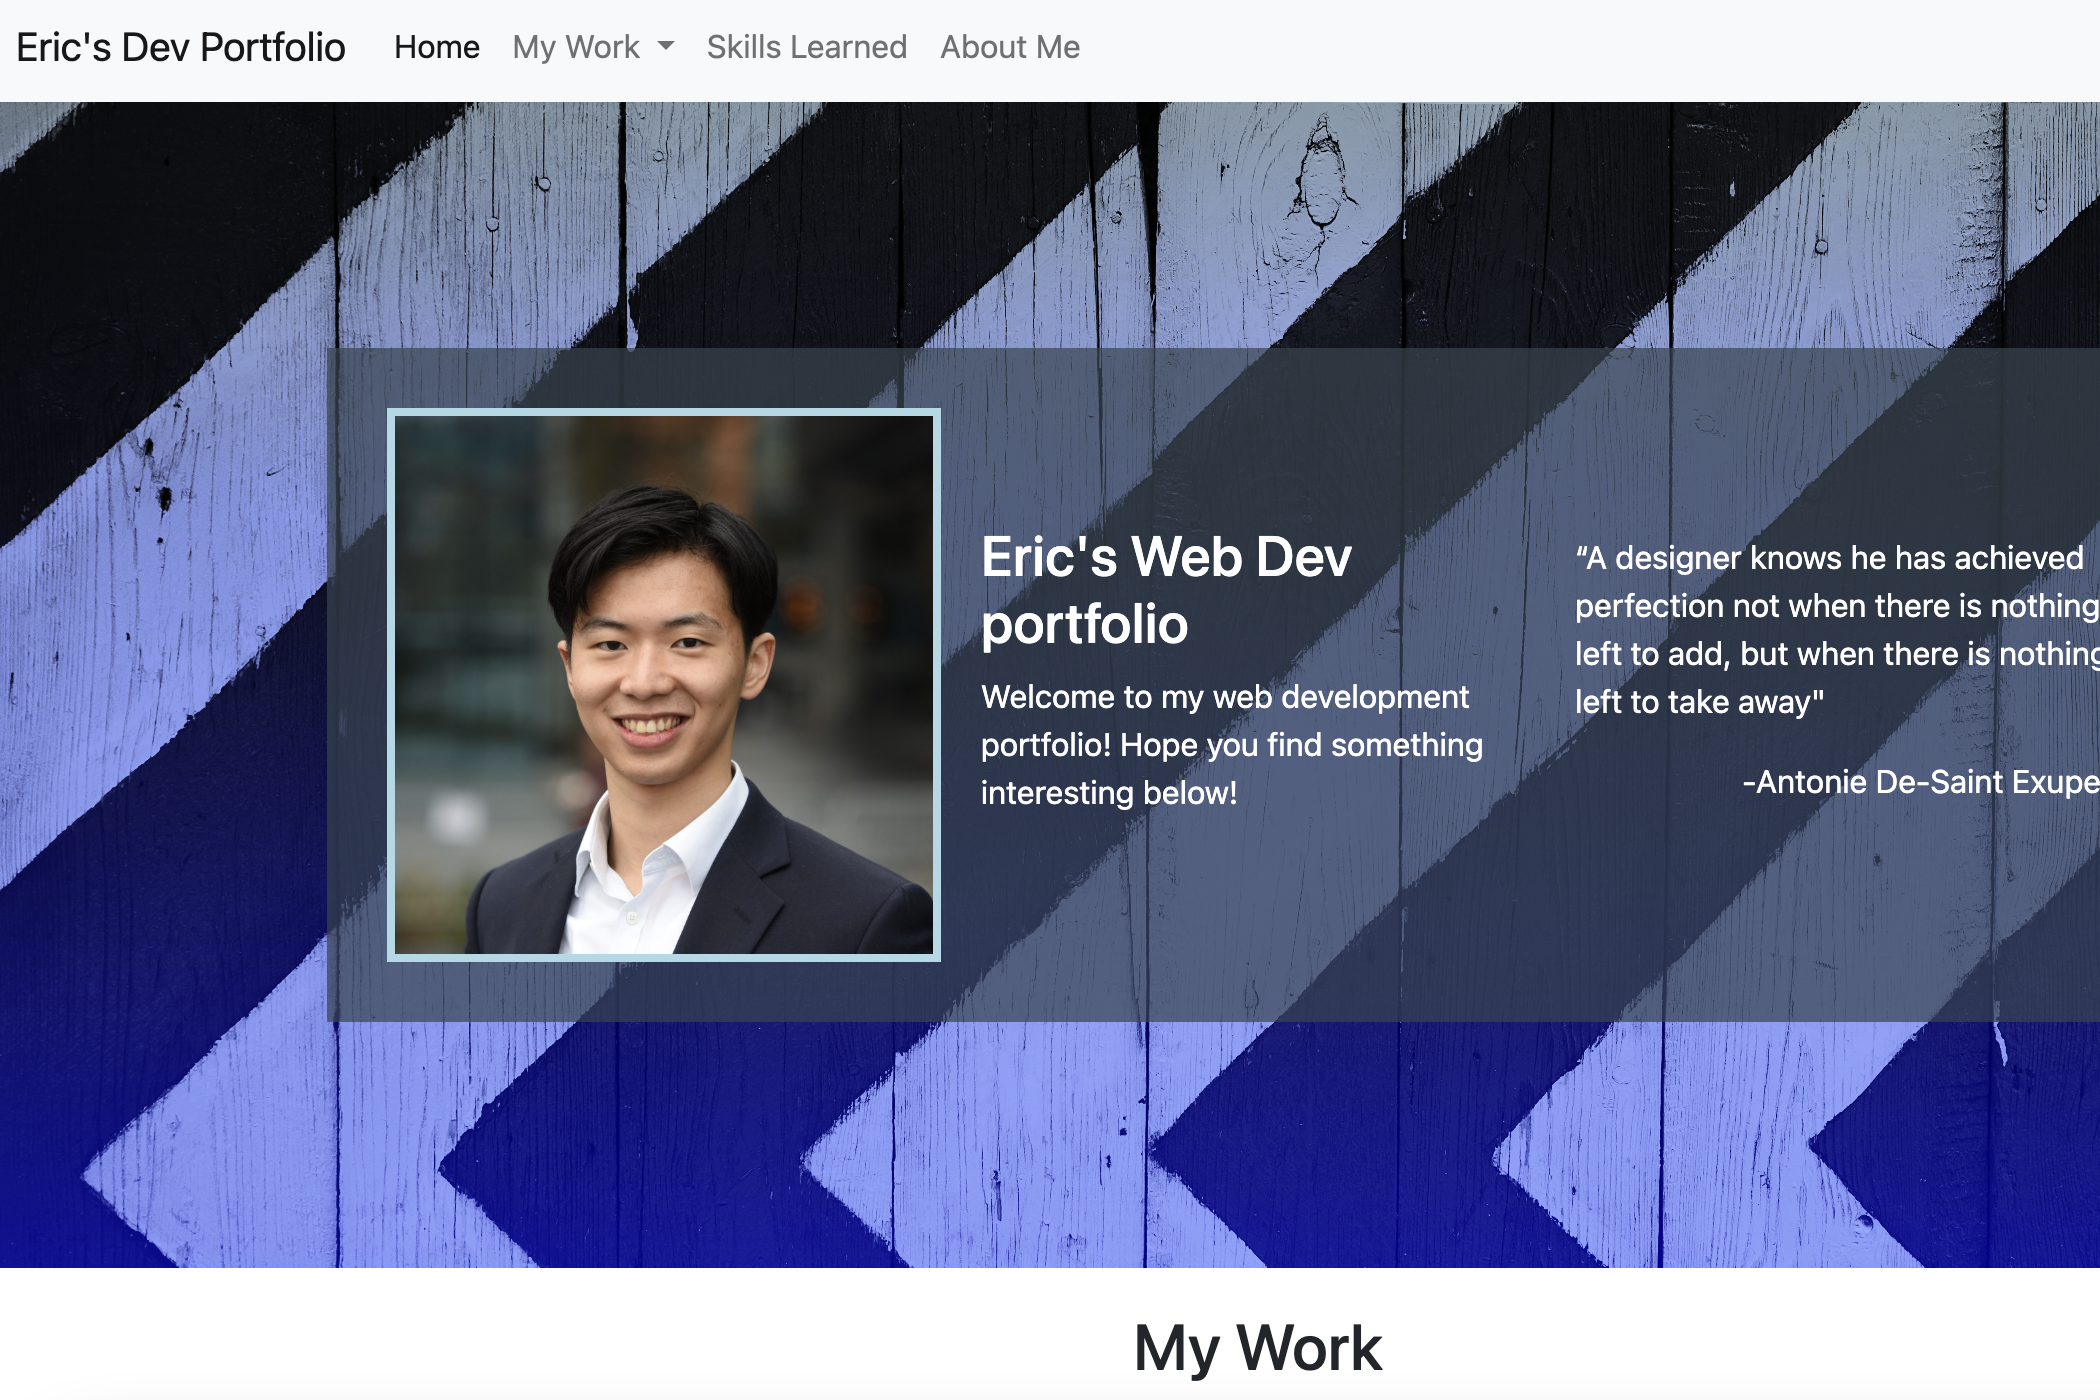 Eric's Dev Portfolio Home My Work Skills Learned About Me
Eric's Web Dev
portfolio
Welcome to my web development
portfolio! Hope you find something
interesting below!
“A designer knows he has achieved
perfection not when there is nothing
left to add, but when there is nothing
left to take away"
-Antonie De-Saint Exupe
My Work